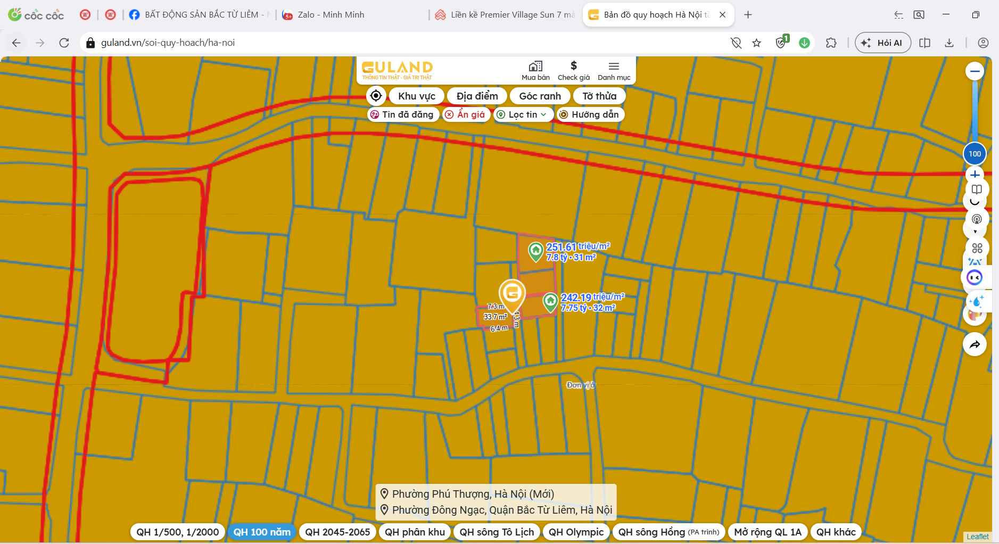 cốc cốc
BẤT ĐỘNG SẢN BẮC TỪ LIÊM -
5+
Zalo - Minh Minh
Liền kề Premier Village Sun 7 mà
Bản đồ quy hoạch Hà Nội
guland.vn/soi-quy-hoach/ha-noi
1
Hỏi AI
GULAND
THÔNG TIN THẬT - GIÁ TRỊ THẬT
Mua bán
$
Check giá
Danh mục
Khu vực
Địa điểm
Góc ranh
Tờ thửa
Tin đã đăng
Ẩn giá
Lọc tin
Hướng dẫn
100
251.61 triệu/m²
7.8 tỷ • 31 m²
242.19 triệu/m²
7.75 tỷ • 32 m²
7.3 m
33.7 m²
4.3 m
6.4 m
Đơn vị ở
Phường Phú Thượng, Hà Nội (Mới)
Phường Đông Ngạc, Quận Bắc Từ Liêm, Hà Nội
QH 1/500, 1/2000
QH 100 năm
QH 2045-2065
QH phân khu
QH sông Tô Lịch
QH Olympic
QH sông Hồng (PA trình)
Mở rộng QL 1A
QH khác
Leaflet